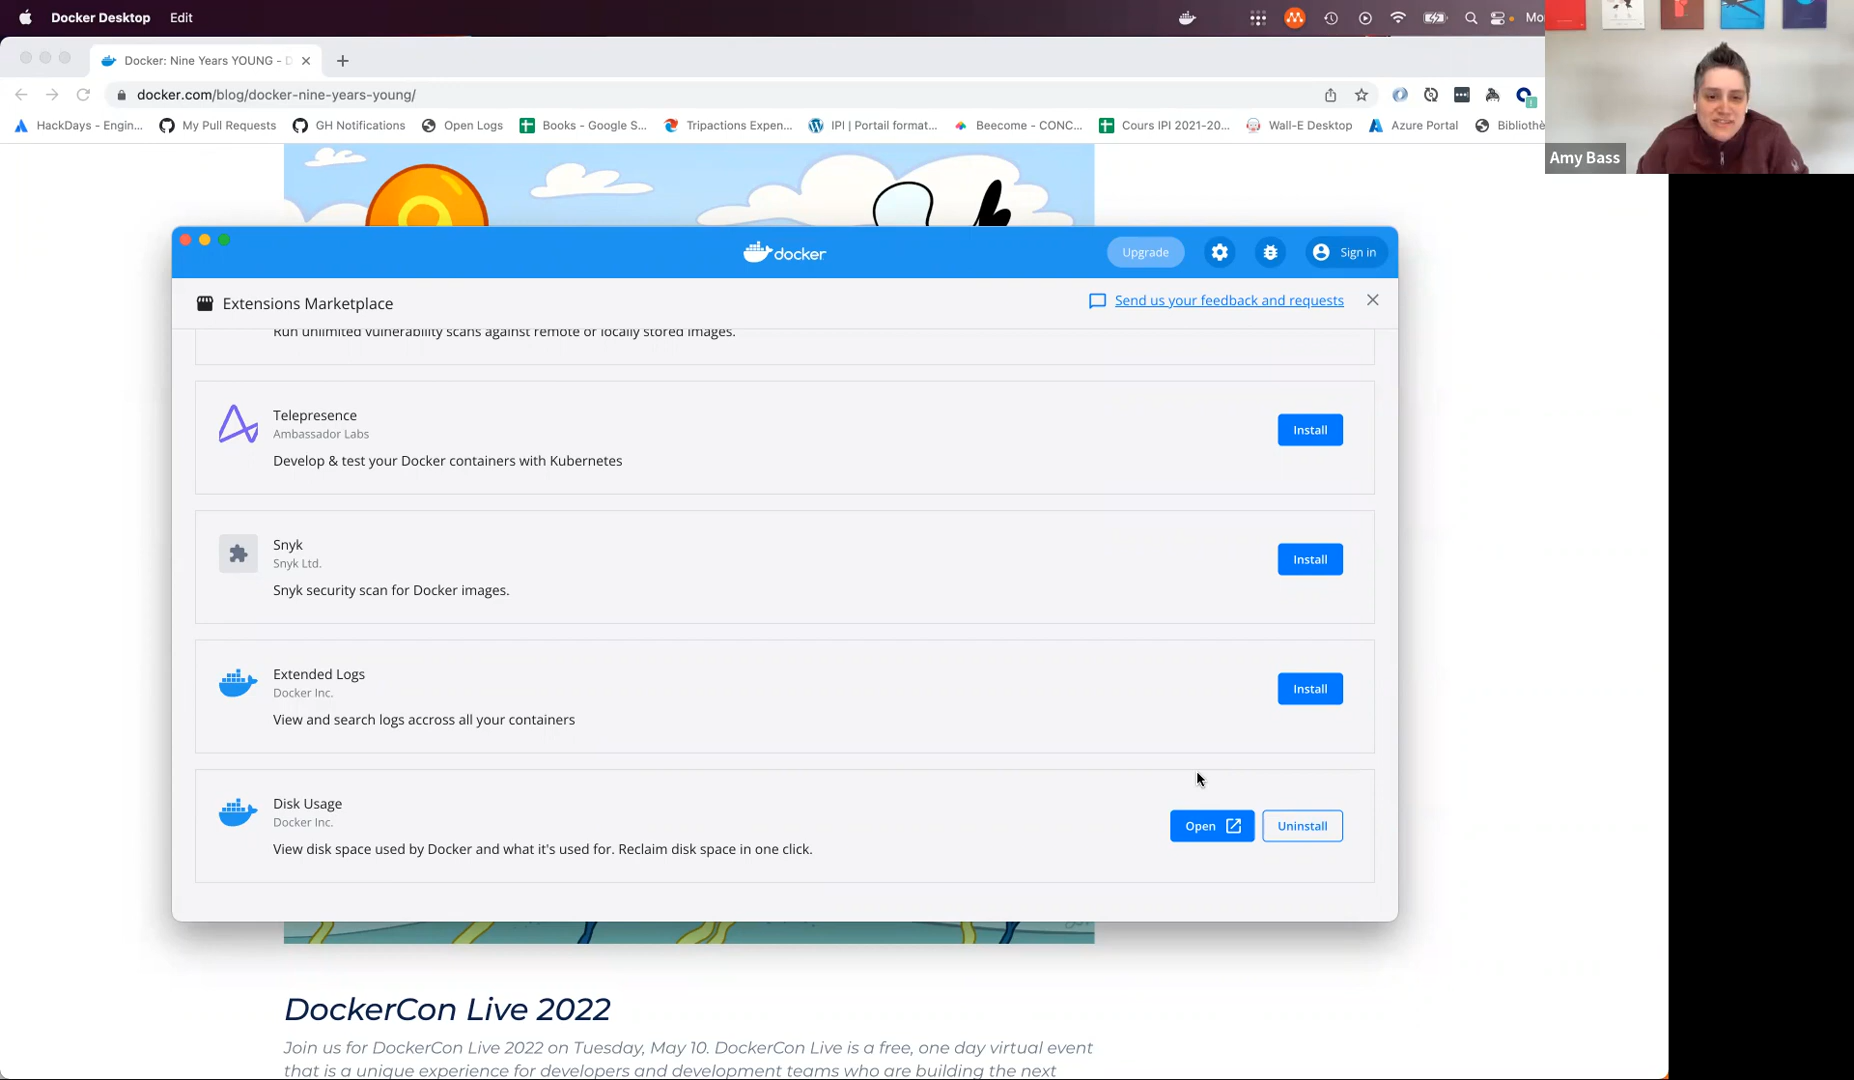 Docker Desktop Edit
Mo
Docker: Nine Years YOUNG - D
docker.com/blog/docker-nine-years-young/
HackDays - Engin... My Pull Requests GH Notifications Open Logs Books - Google S... Tripactions Expen... IPI | Portail format... Beecome - CONC... Cours IPI 2021-20... Wall-E Desktop Azure Portal Bibliothè
Amy Bass
docker
Upgrade
Sign in
Extensions Marketplace
Send us your feedback and requests
Run unlimited vulnerability scans against remote or locally stored images.
Telepresence
Ambassador Labs
Develop & test your Docker containers with Kubernetes
Install
Snyk
Snyk Ltd.
Snyk security scan for Docker images.
Install
Extended Logs
Docker Inc.
View and search logs accross all your containers
Install
Disk Usage
Docker Inc.
View disk space used by Docker and what it's used for. Reclaim disk space in one click.
Open
Uninstall
DockerCon Live 2022
Join us for DockerCon Live 2022 on Tuesday, May 10. DockerCon Live is a free, one day virtual event
that is a unique experience for developers and development teams who are building the next